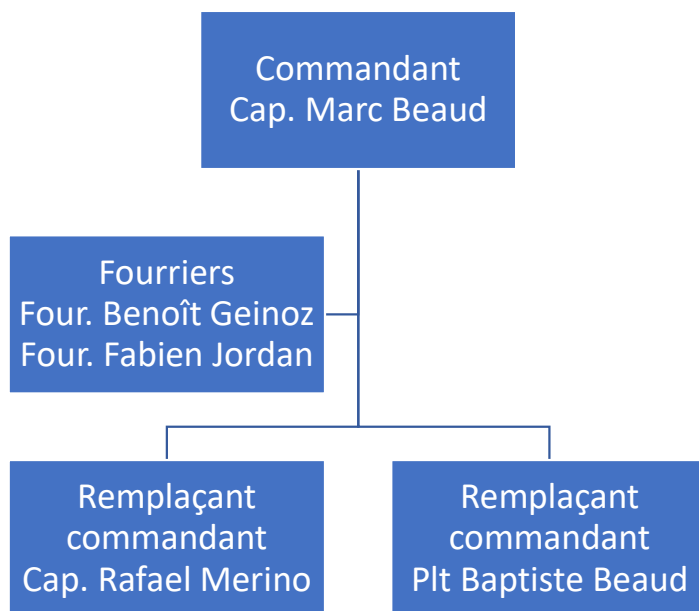 Commandant
Cap. Marc Beaud
Fourriers
Four. Benoît Geinoz
Four. Fabien Jordan
Remplaçant
commandant
Cap. Rafael Merino
Remplaçant
commandant
Plt Baptiste Beaud